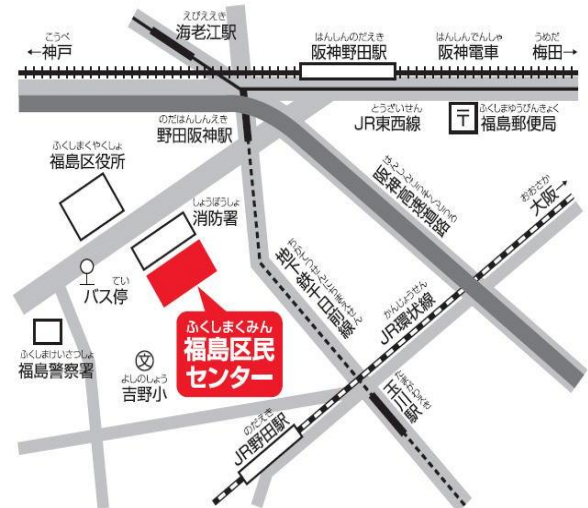 えびええき
海老江駅
こうべ
←神戸
はんしんのだえき
阪神野田駅
はんしんでんしゃ
阪神電車
うめだ
梅田→
のだはんしんえき
野田阪神駅
とうざいせん
JR東西線
〒
ふくしまゆうびんきょく
福島郵便局
ふくしまくやくしょ
福島区役所
しょうぼうしょ
消防署
阪神高速道路
おおさか
大阪→
てい
バス停
ちかてつせんにちまえせん
地下鉄千日前線
かんじょうせん
JR環状線
ふくしまけいさつしょ
福島警察署
文
よしのしょう
吉野小
ふくしまくみん
福島区民
センター
のだえき
JR野田駅
たまがわえき
玉川駅